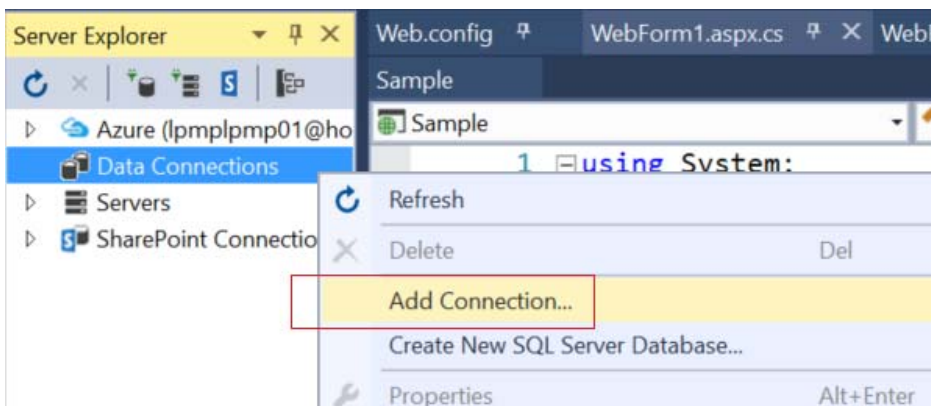 Server Explorer
Web.config
WebForm1.aspx.cs
Sample
Azure (lpmplpmp01@ho
Sample
Data Connections
1 using System;
Servers
Refresh
SharePoint Connectio
Delete Del
Add Connection...
Create New SQL Server Database...
Properties Alt+Enter